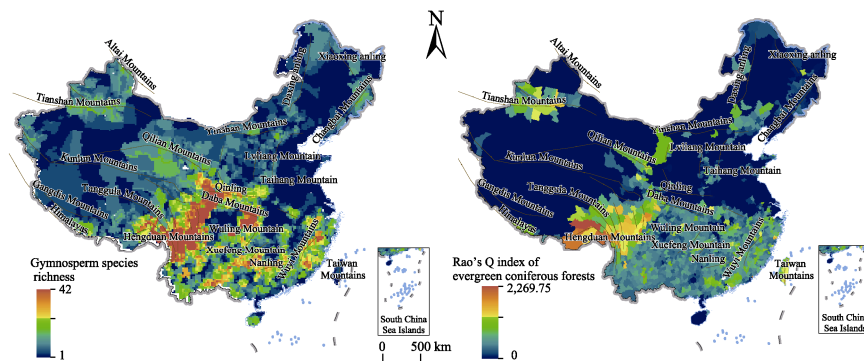 N
Altai Mountains
Tianshan Mountains
Daxing'anling
Xiaoxing'anling
Changbai Mountains
Yinshan Mountains
Qilian Mountains
Lvliang Mountain
Kunlun Mountains
Taihang Mountain
Tanggula Mountains
Qinling
Gangdis Mountains
Daba Mountains
Himalayas
Hengduan Mountains
Wuling Mountain
Xuefeng Mountain
Nanling
Wuyi Mountains
Taiwan
Mountains
Gymnosperm species
richness
42
1
South China
Sea Islands
0 500 km
Altai Mountains
Tianshan Mountains
Daxing'anling
Xiaoxing'anling
Changbai Mountains
Yinshan Mountains
Qilian Mountains
Lvliang Mountain
Kunlun Mountains
Taihang Mountain
Tanggula Mountains
Qinling
Gangdis Mountains
Daba Mountains
Himalayas
Hengduan Mountains
Wuling Mountain
Xuefeng Mountain
Nanling
Wuyi Mountains
Taiwan
Mountains
Rao's Q index of
evergreen coniferous forests
2,269.75
0
South China
Sea Islands